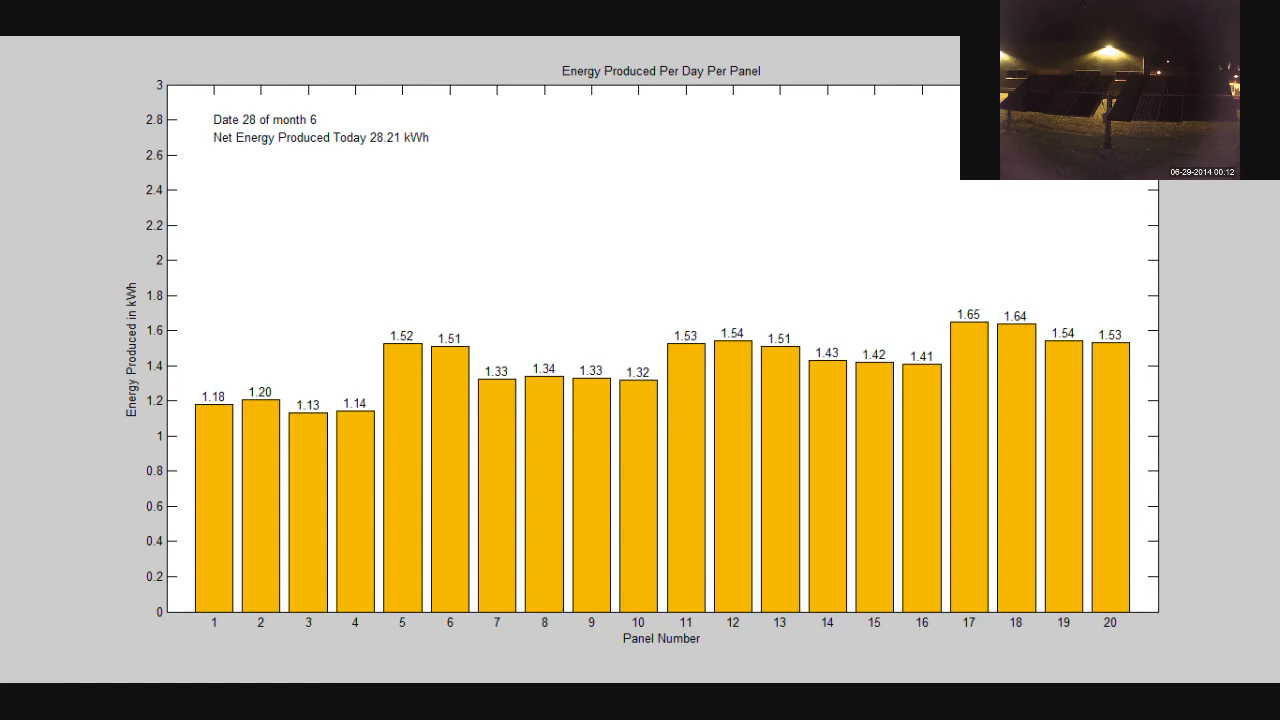 Energy Produced Per Day Per Panel
Date 28 of month 6
Net Energy Produced Today 28.21 kWh
06-29-2014 00:12
Energy Produced in kWh
3
2.8
2.6
2.4
2.2
2
1.8
1.6
1.4
1.2
1
0.8
0.6
0.4
0.2
0
1.18 1.20 1.13 1.14 1.52 1.51 1.33 1.34 1.33 1.32 1.53 1.54 1.51 1.43 1.42 1.41 1.65 1.64 1.54 1.53
1 2 3 4 5 6 7 8 9 10 11 12 13 14 15 16 17 18 19 20
Panel Number